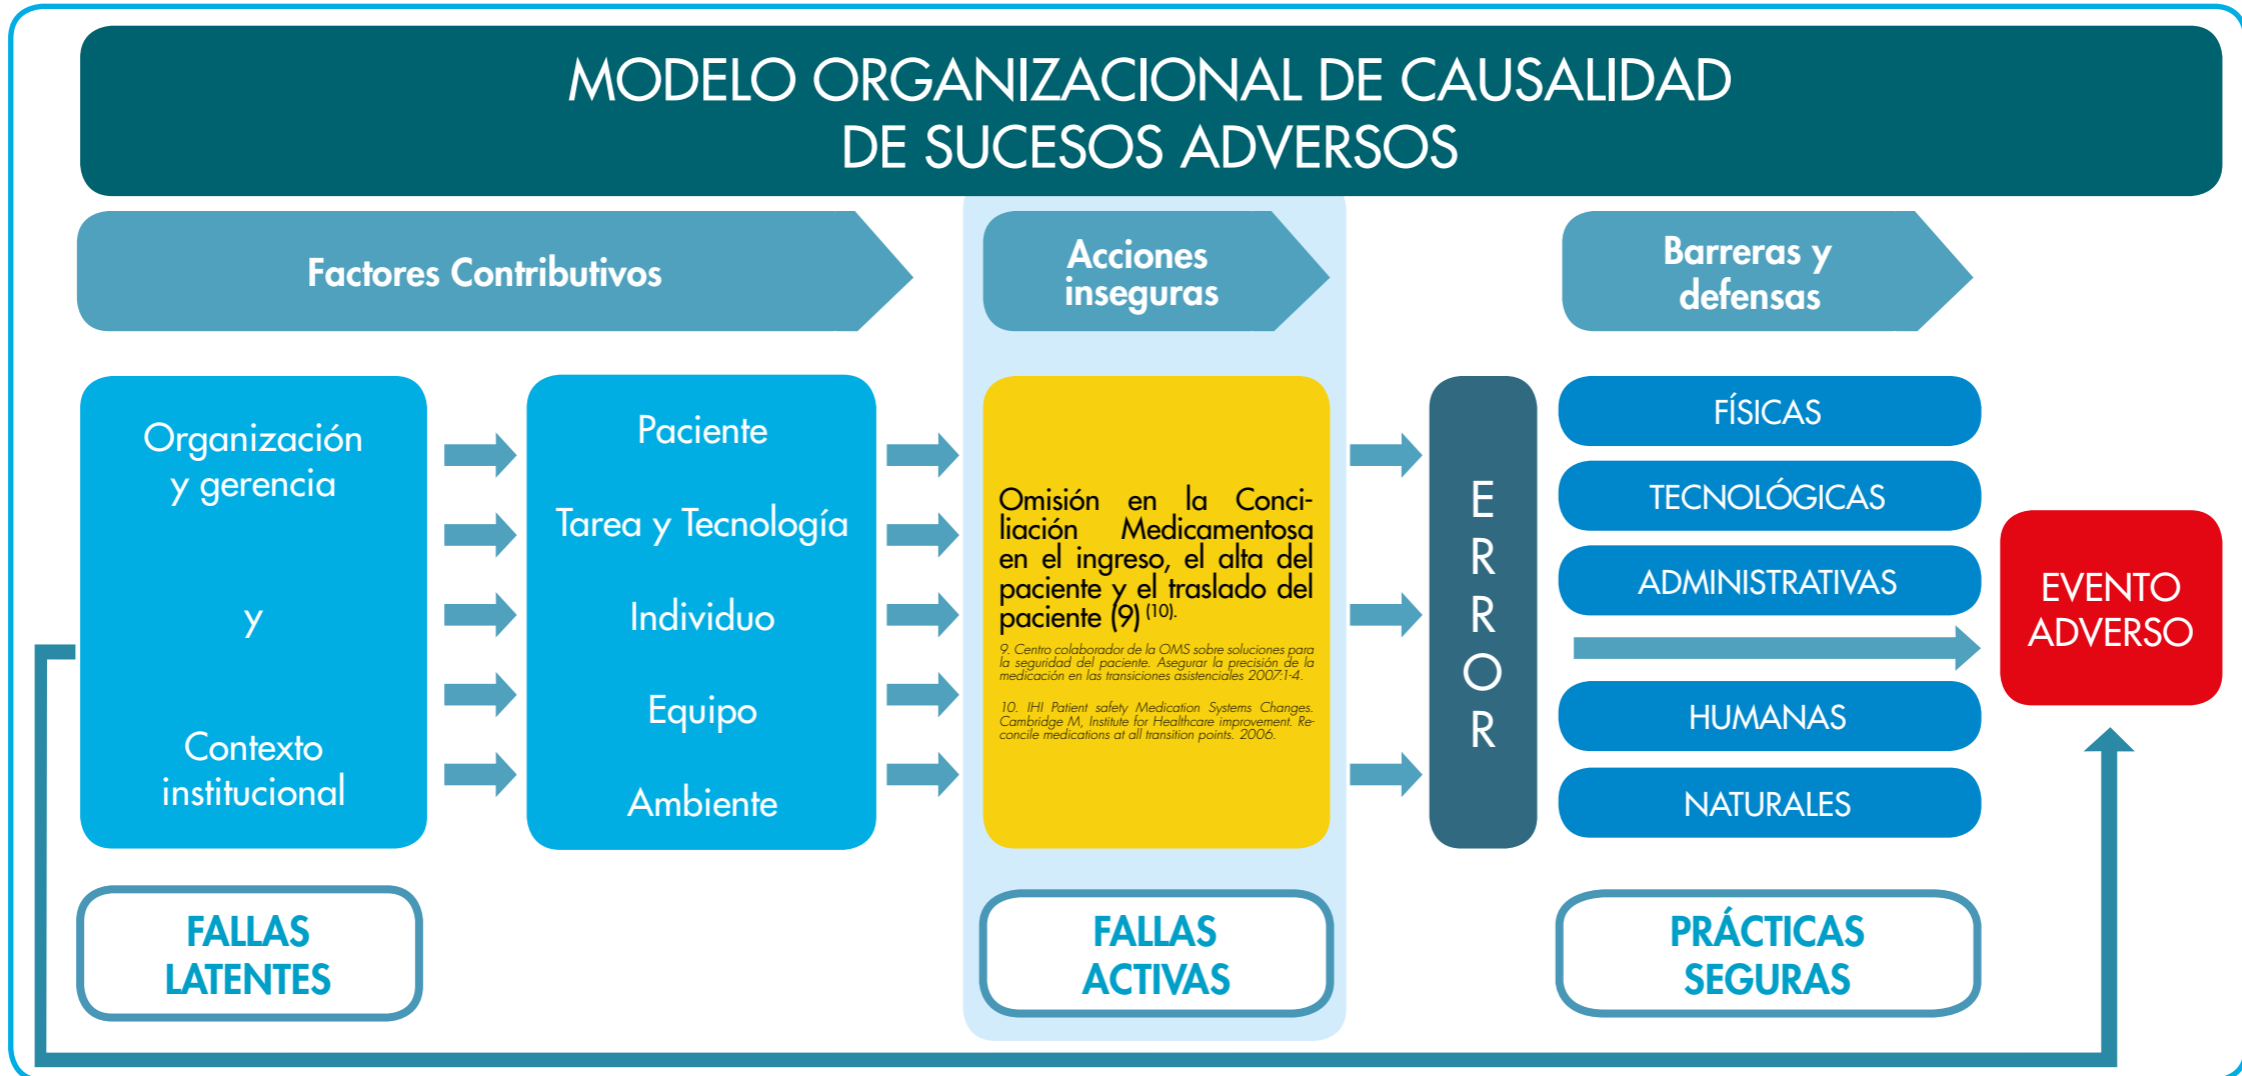 MODELO ORGANIZACIONAL DE CAUSALIDAD
DE SUCESOS ADVERSOS
Factores Contributivos
Acciones
inseguras
Barreras y
defensas
Organización
y gerencia
y
Contexto
institucional
Paciente
Tarea y Tecnología
Individuo
Equipo
Ambiente
Omisión en la Conci-
liación Medicamentosa
en el ingreso, el alta del
paciente y el traslado del
paciente (9) (10).
9. Centro colaborador de la OMS sobre soluciones para
la seguridad del paciente. Asegurar la precisión de la
medicación en las transiciones asistenciales 2007:1-4.
10. IHI Patient safety Medication Systems Changes.
Cambridge M, Institute for Healthcare improvement. Re-
concile medications at all transition points. 2006.
E
R
R
O
R
FÍSICAS
TECNOLÓGICAS
ADMINISTRATIVAS
HUMANAS
NATURALES
EVENTO
ADVERSO
FALLAS
LATENTES
FALLAS
ACTIVAS
PRÁCTICAS
SEGURAS